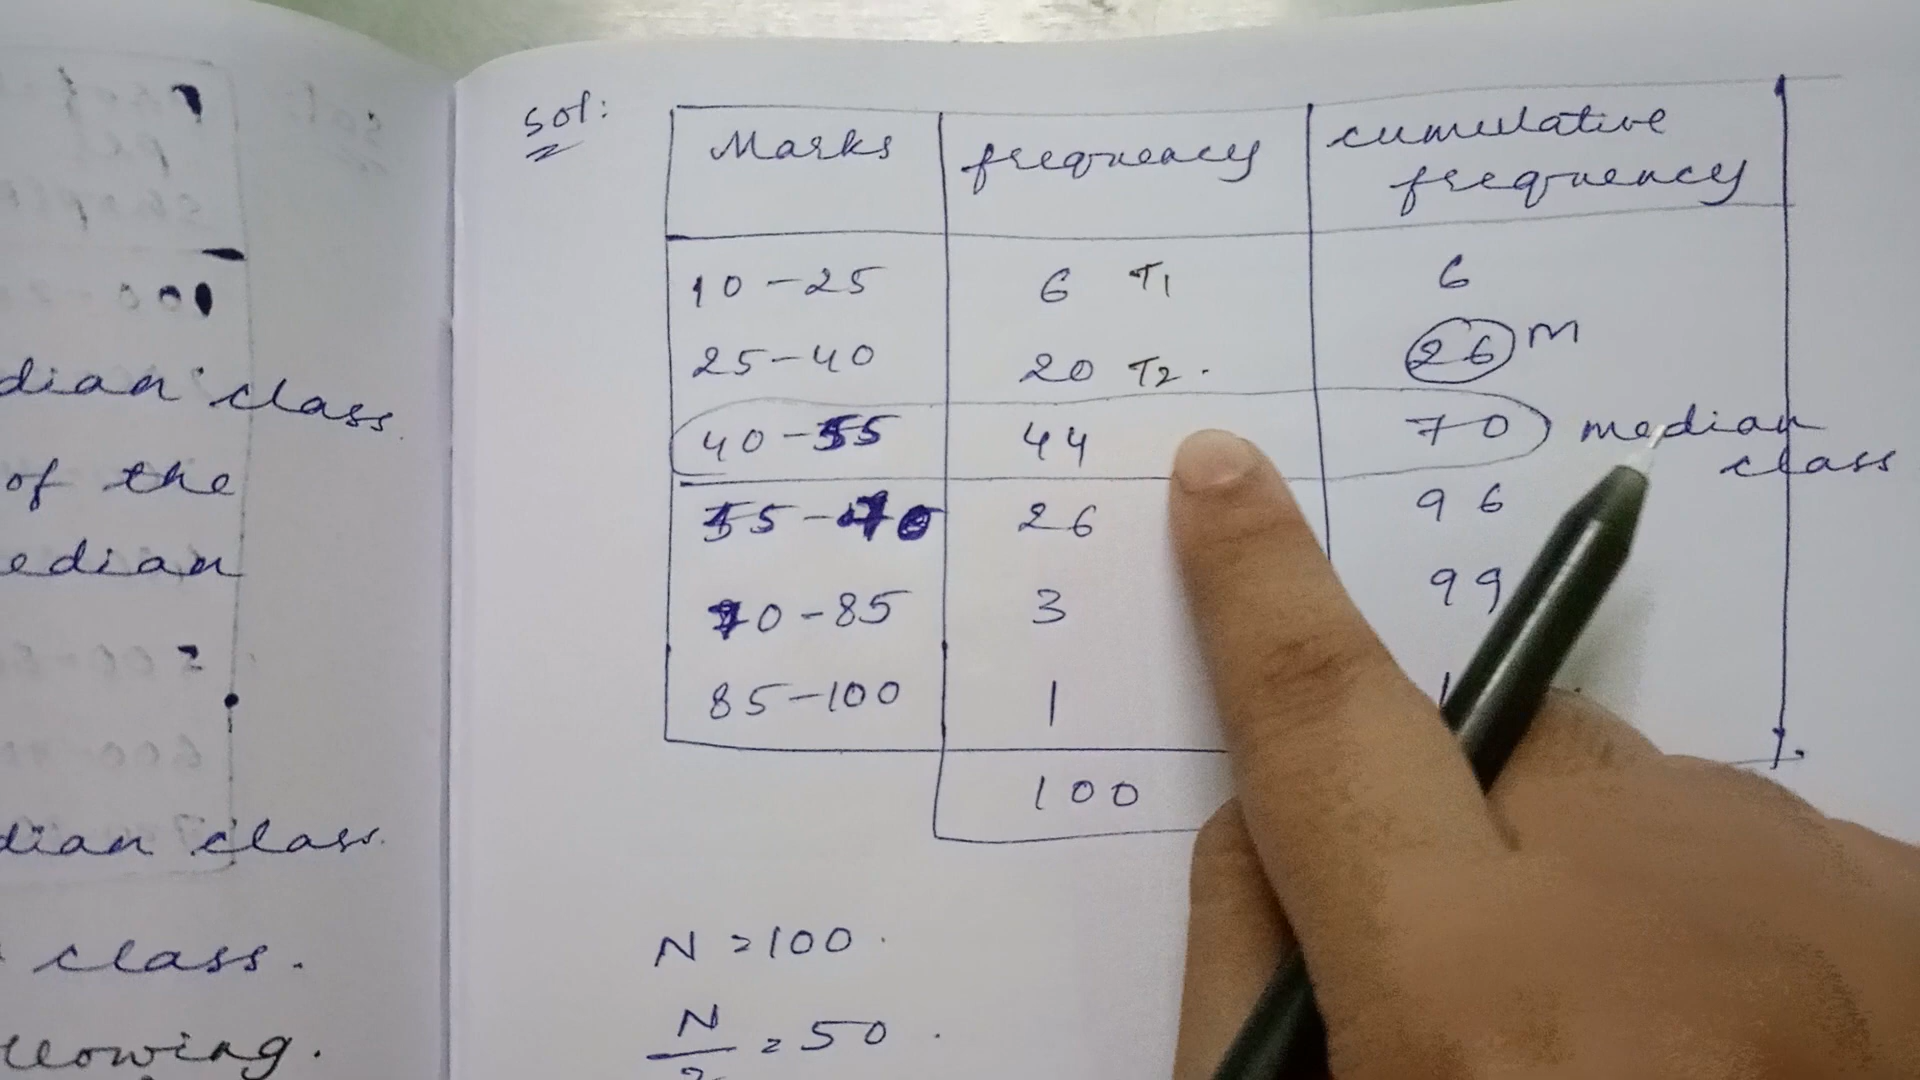 Sol:
Marks frequency cumulative frequency
10-25 6 T1 6
25-40 20 T2 . 26 M
40-55 44 70 median class
55-70 26 96
70-85 3 99
85-100 1
100
N = 100 .
N/2 = 50 .
dian class
of the
edian
dian class.
class.
llowing.